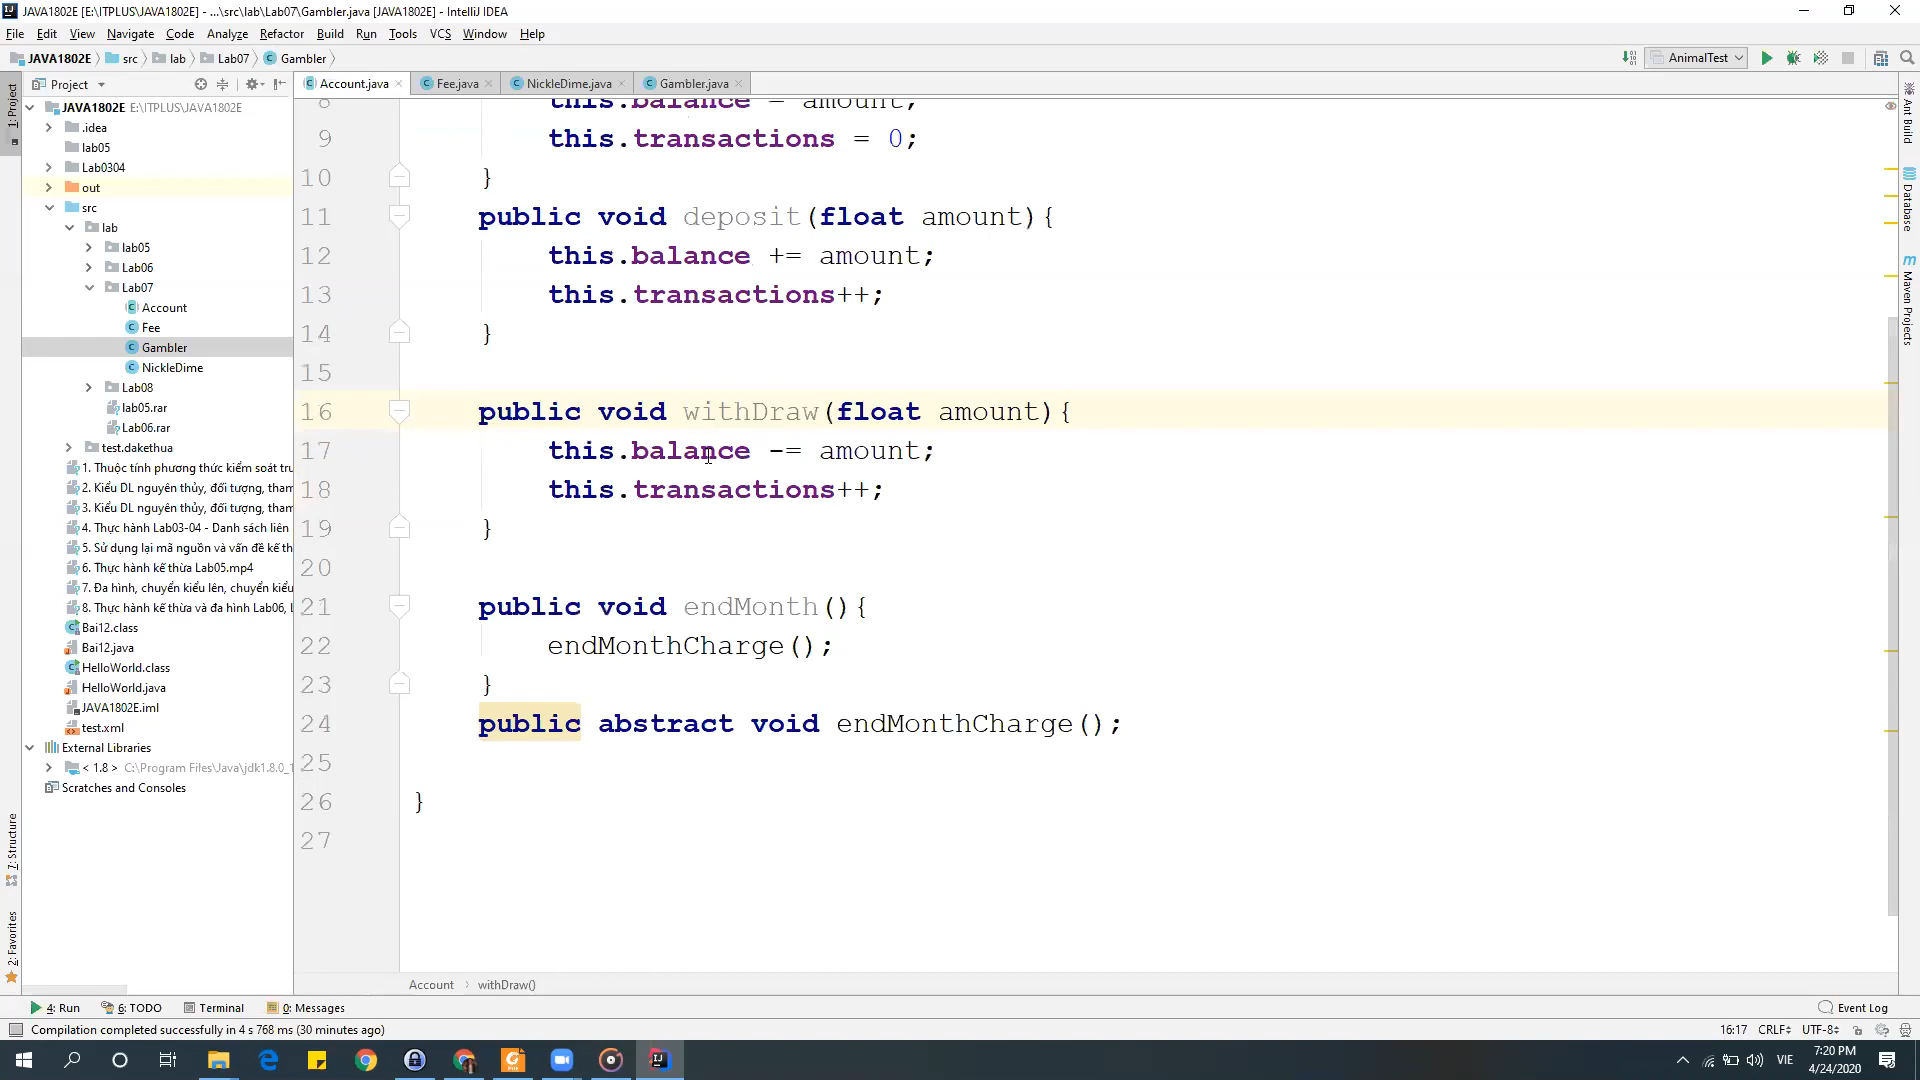 JAVA1802E [E:\ITPLUS\JAVA1802E] - ...\src\lab\Lab07\Gambler.java [JAVA1802E] - IntelliJ IDEA
File Edit View Navigate Code Analyze Refactor Build Run Tools VCS Window Help
JAVA1802E src lab Lab07 Gambler
AnimalTest
Project
Account.java Fee.java NickleDime.java Gambler.java
JAVA1802E E:\ITPLUS\JAVA1802E
.idea
lab05
Lab0304
out
src
lab
lab05
Lab06
Lab07
Account
Fee
Gambler
NickleDime
Lab08
lab05.rar
Lab06.rar
test.dakethua
1. Thuộc tính phương thức kiểm soát tru
2. Kiểu DL nguyên thủy, đối tượng, tham
3. Kiểu DL nguyên thủy, đối tượng, tham
4. Thực hành Lab03-04 - Danh sách liên
5. Sử dụng lại mã nguồn và vấn đề kế th
6. Thực hành kế thừa Lab05.mp4
7. Đa hình, chuyển kiểu lên, chuyển kiểu
8. Thực hành kế thừa và đa hình Lab06, L
Bai12.class
Bai12.java
HelloWorld.class
HelloWorld.java
JAVA1802E.iml
test.xml
External Libraries
< 1.8 > C:\Program Files\Java\jdk1.8.0_1
Scratches and Consoles
1: Project
7: Structure
2: Favorites
8 this.balance = amount;
9 this.transactions = 0;
10 }
11 public void deposit(float amount){
12 this.balance += amount;
13 this.transactions++;
14 }
15
16 public void withDraw(float amount){
17 this.balance -= amount;
18 this.transactions++;
19 }
20
21 public void endMonth(){
22 endMonthCharge();
23 }
24 public abstract void endMonthCharge();
25
26 }
27
Ant Build
Database
Maven Projects
Account withDraw()
4: Run 6: TODO Terminal 0: Messages Event Log
Compilation completed successfully in 4 s 768 ms (30 minutes ago) 16:17 CRLF UTF-8
VIE
7:20 PM
4/24/2020